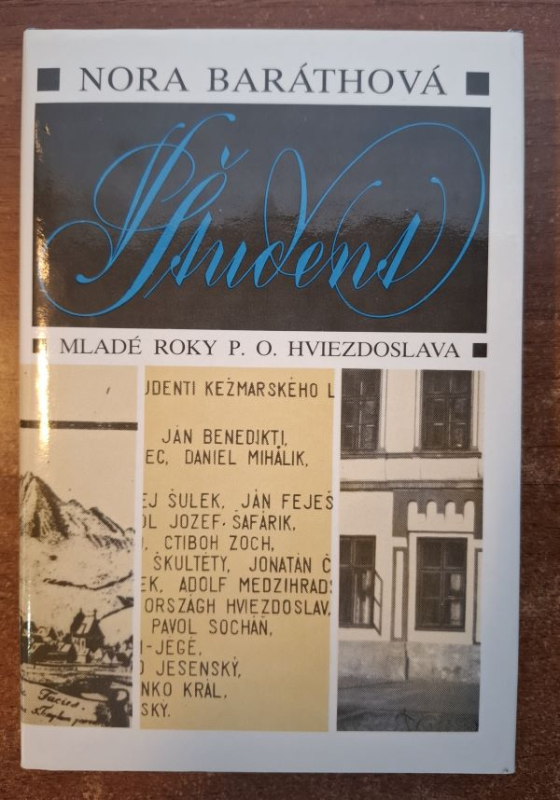 NORA BARÁTHOVÁ
Študent
MLADÉ ROKY P. O. HVIEZDOSLAVA
UDENTI KEŽMARSKÉHO L
JÁN BENEDIKTI,
EC, DANIEL MIHÁLIK,
EJ ŠULEK, JÁN FEJEŠ
OL JOZEF ŠAFÁRIK,
, CTIBOH ZOCH,
ŠKULTÉTY, JONATÁN Č
EK, ADOLF MEDZIHRADS
ORSZÁGH HVIEZDOSLAV,
PAVOL SOCHÁŇ,
-JÉGÉ,
O JESENSKÝ,
NKO KRÁĽ,
SKÝ.